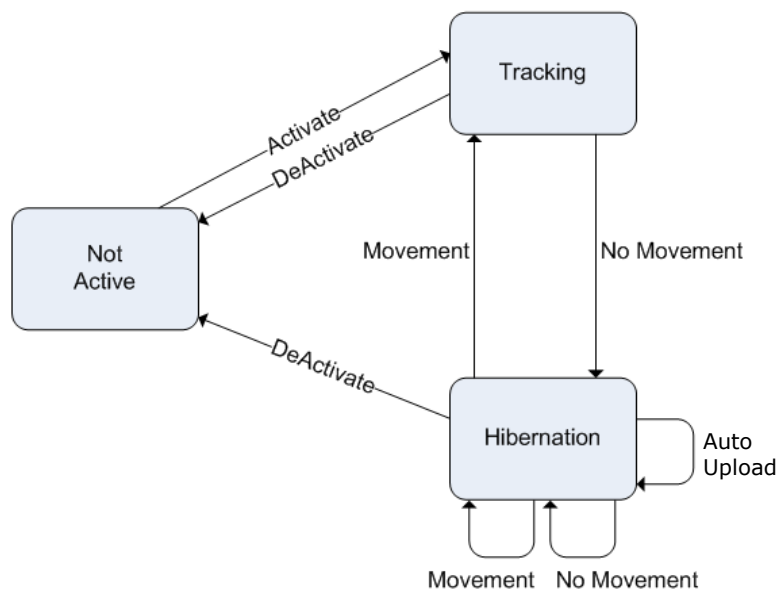 Tracking
Activate
DeActivate
Not
Active
Movement
No Movement
DeActivate
Hibernation
Auto
Upload
Movement
No Movement